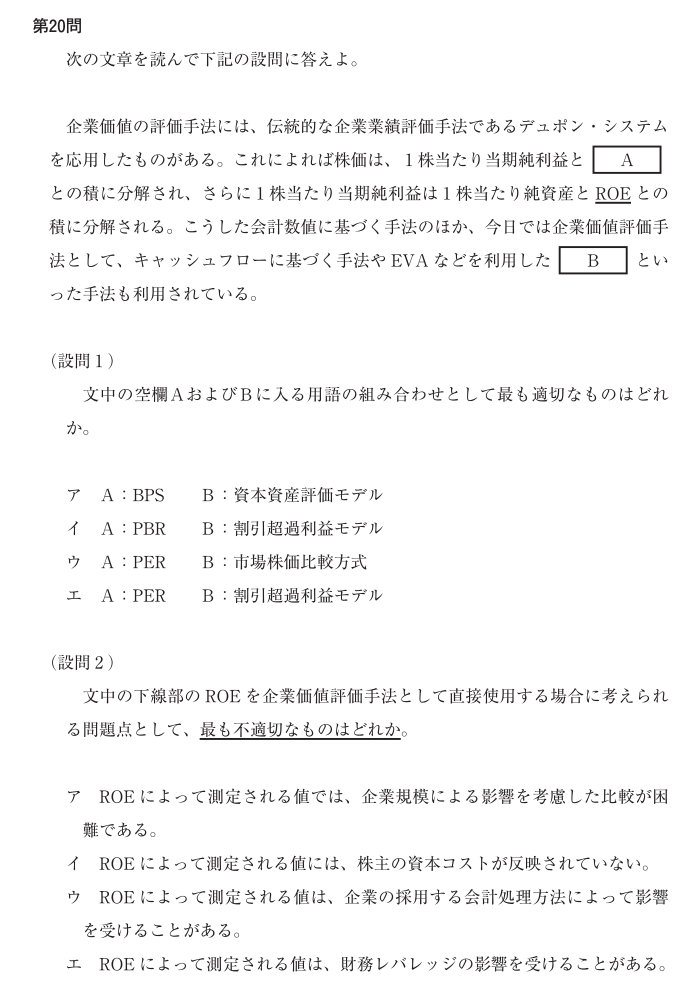 第20問
次の文章を読んで下記の設問に答えよ。
企業価値の評価手法には、伝統的な企業業績評価手法であるデュポン・システム
を応用したものがある。これによれば株価は、１株当たり当期純利益と A
との積に分解され、さらに１株当たり当期純利益は１株当たり純資産と ROE との
積に分解される。こうした会計数値に基づく手法のほか、今日では企業価値評価手
法として、キャッシュフローに基づく手法や EVA などを利用した B とい
った手法も利用されている。
（設問１）
文中の空欄ＡおよびＢに入る用語の組み合わせとして最も適切なものはどれ
か。
ア　Ａ：BPS　　Ｂ：資本資産評価モデル
イ　Ａ：PBR　　Ｂ：割引超過利益モデル
ウ　Ａ：PER　　Ｂ：市場株価比較方式
エ　Ａ：PER　　Ｂ：割引超過利益モデル
（設問２）
文中の下線部の ROE を企業価値評価手法として直接使用する場合に考えられ
る問題点として、最も不適切なものはどれか。
ア　ROE によって測定される値では、企業規模による影響を考慮した比較が困
難である。
イ　ROE によって測定される値には、株主の資本コストが反映されていない。
ウ　ROE によって測定される値は、企業の採用する会計処理方法によって影響
を受けることがある。
エ　ROE によって測定される値は、財務レバレッジの影響を受けることがある。